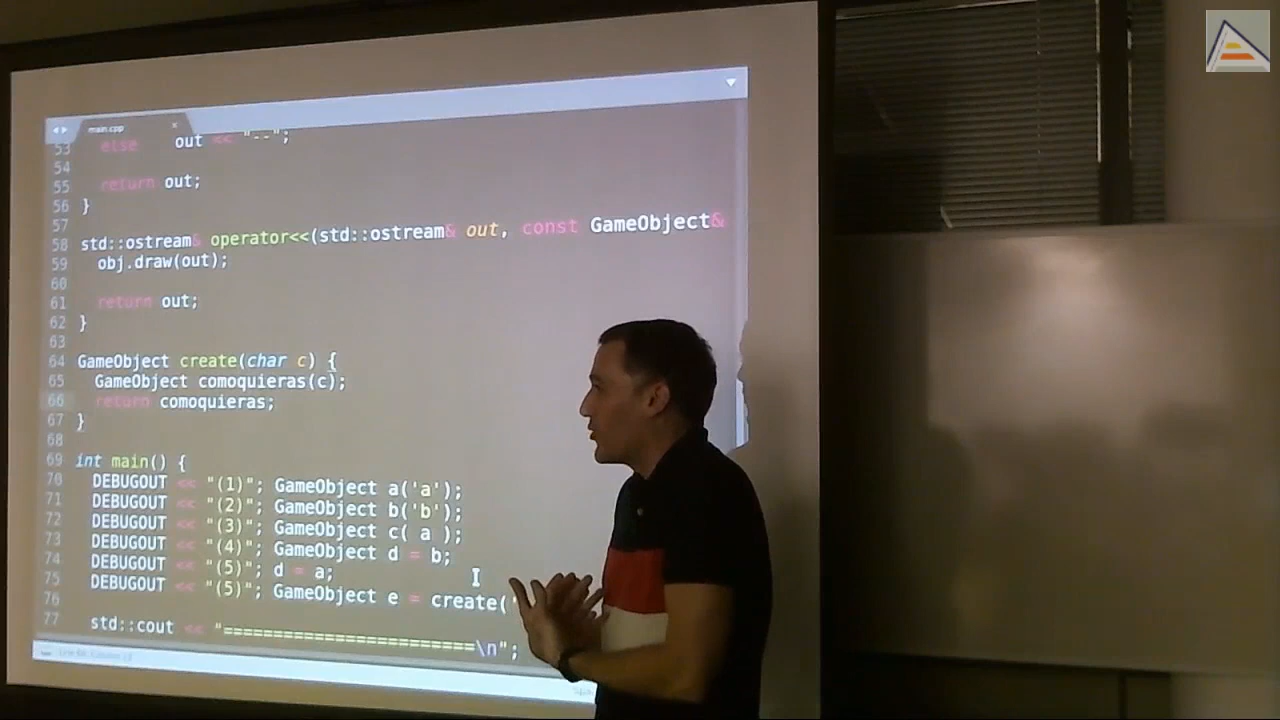 main.cpp
53 else out << "--";
54
55 return out;
56 }
57
58 std::ostream& operator<<(std::ostream& out, const GameObject&
59 obj.draw(out);
60
61 return out;
62 }
63
64 GameObject create(char c) {
65 GameObject comoquieras(c);
66 return comoquieras;
67 }
68
69 int main() {
70 DEBUGOUT << "(1)"; GameObject a('a');
71 DEBUGOUT << "(2)"; GameObject b('b');
72 DEBUGOUT << "(3)"; GameObject c( a );
73 DEBUGOUT << "(4)"; GameObject d = b;
74 DEBUGOUT << "(5)"; d = a;
75 DEBUGOUT << "(5)"; GameObject e = create('
76
77 std::cout << "=========================\n";